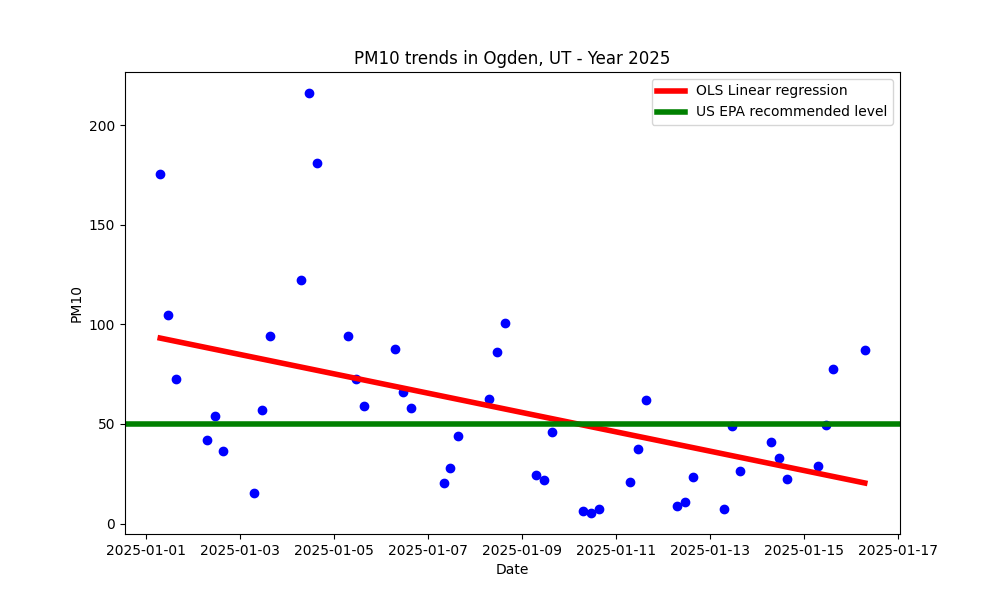 PM10 trends in Ogden, UT - Year 2025
OLS Linear regression
US EPA recommended level
200
150
100
50
0
PM10
2025-01-01 2025-01-03 2025-01-05 2025-01-07 2025-01-09 2025-01-11 2025-01-13 2025-01-15 2025-01-17
Date